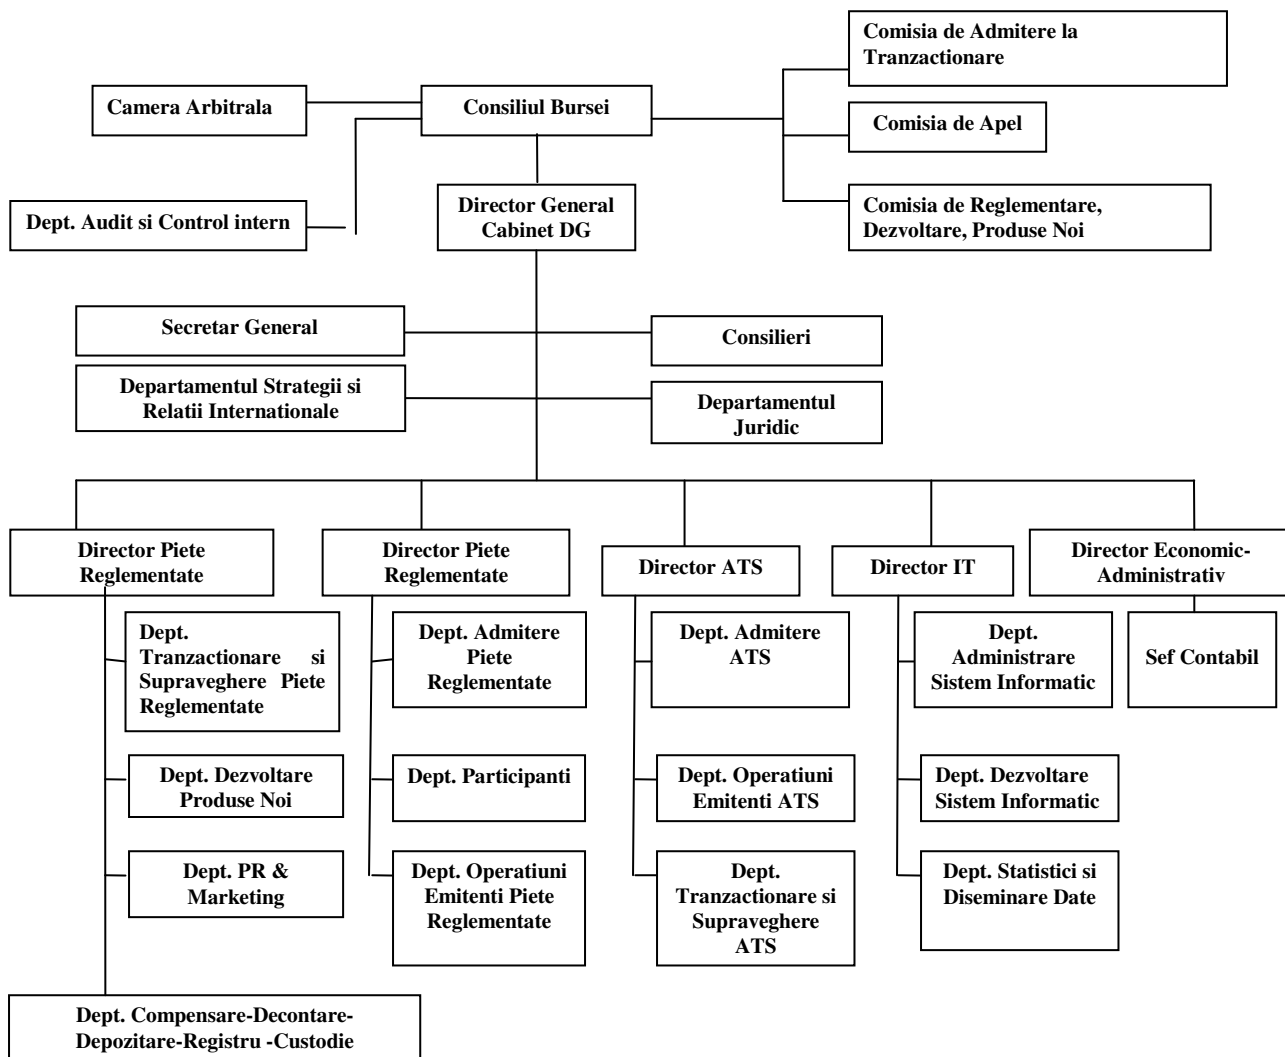 Comisia de Admitere la
Tranzactionare
Camera Arbitrala
Consiliul Bursei
Comisia de Apel
Dept. Audit si Control intern
Director General
Cabinet DG
Comisia de Reglementare,
Dezvoltare, Produse Noi
Secretar General
Consilieri
Departamentul Strategii si
Relatii Internationale
Departamentul
Juridic
Director Piete
Reglementate
Director Piete
Reglementate
Director ATS
Director IT
Director Economic-
Administrativ
Dept.
Tranzactionare si
Supraveghere Piete
Reglementate
Dept. Admitere
Piete
Reglementate
Dept. Admitere
ATS
Dept.
Administrare
Sistem Informatic
Sef Contabil
Dept. Dezvoltare
Produse Noi
Dept. Participanti
Dept. Operatiuni
Emitenti ATS
Dept. Dezvoltare
Sistem Informatic
Dept. PR &
Marketing
Dept. Operatiuni
Emitenti Piete
Reglementate
Dept.
Tranzactionare si
Supraveghere
ATS
Dept. Statistici si
Diseminare Date
Dept. Compensare-Decontare-
Depozitare-Registru -Custodie